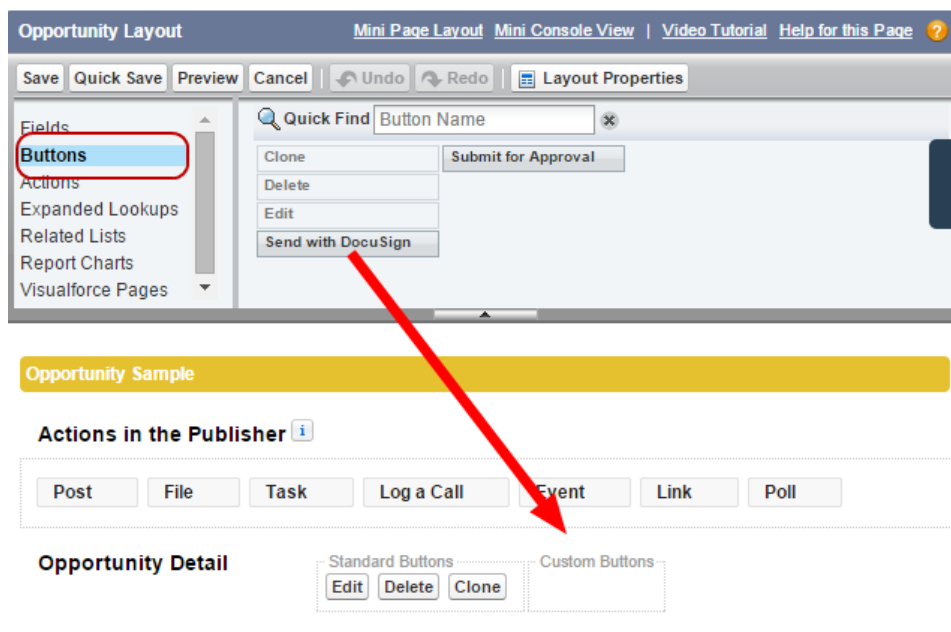 Opportunity Layout Mini Page Layout Mini Console View | Video Tutorial Help for this Page ?
Save Quick Save Preview Cancel Undo Redo Layout Properties
Fields
Buttons
Actions
Expanded Lookups
Related Lists
Report Charts
Visualforce Pages
Quick Find Button Name
Clone Submit for Approval
Delete
Edit
Send with DocuSign
Opportunity Sample
Actions in the Publisher i
Post File Task Log a Call Event Link Poll
Opportunity Detail Standard Buttons Custom Buttons
Edit Delete Clone